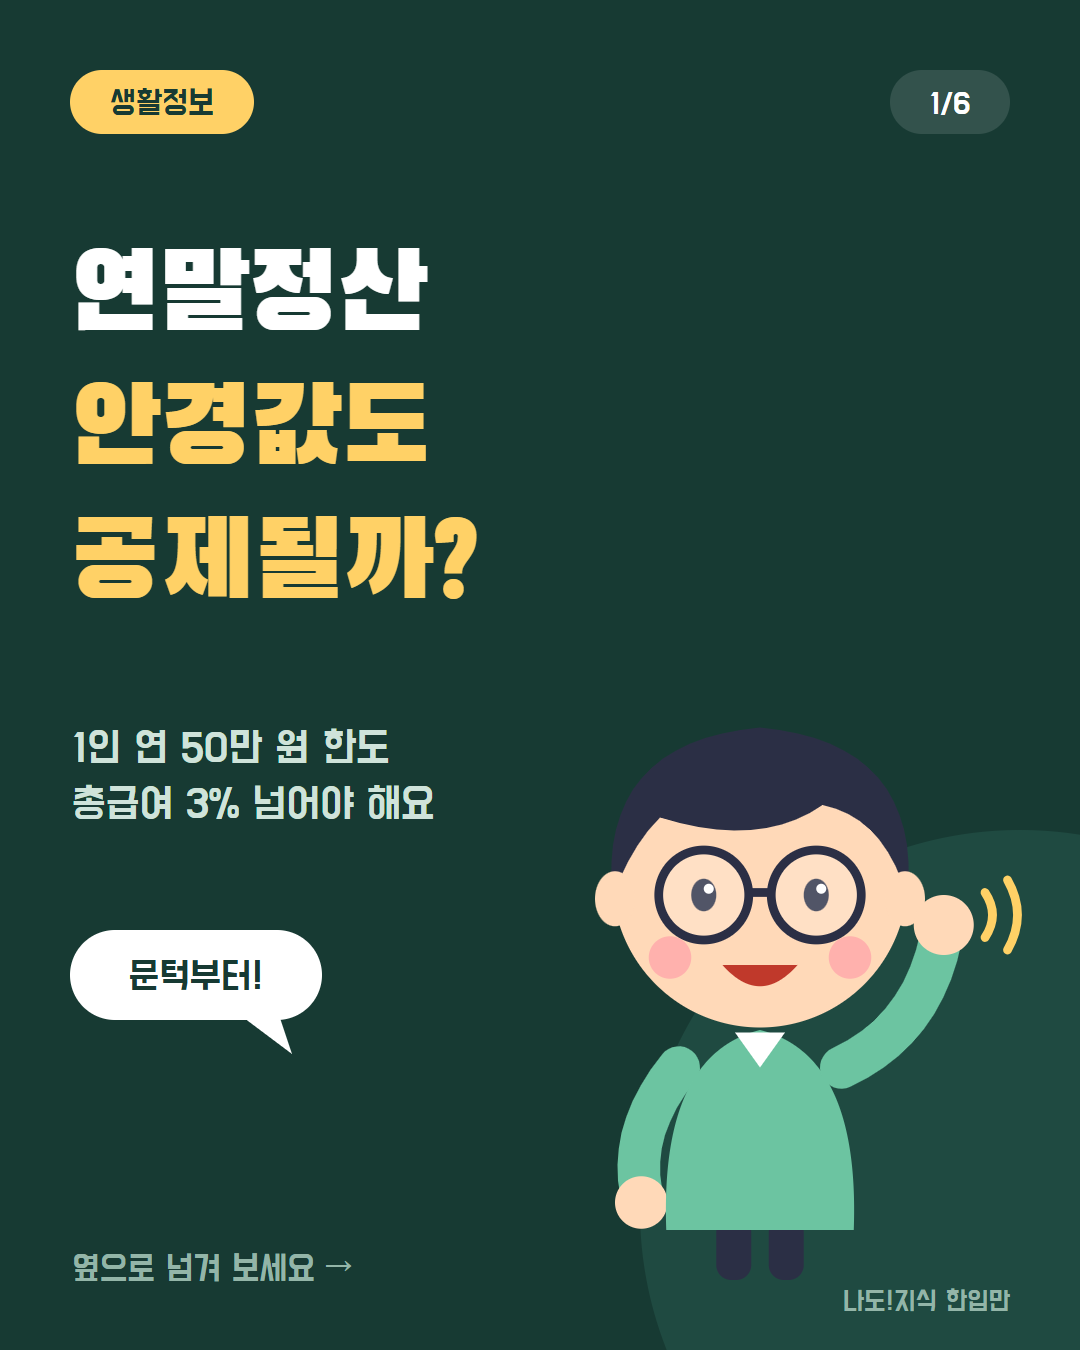 생활정보
1/6
연말정산
안경값도
공제될까?
1인 연 50만 원 한도
총급여 3% 넘어야 해요
문턱부터!
옆으로 넘겨 보세요 →
나도!지식 한입만